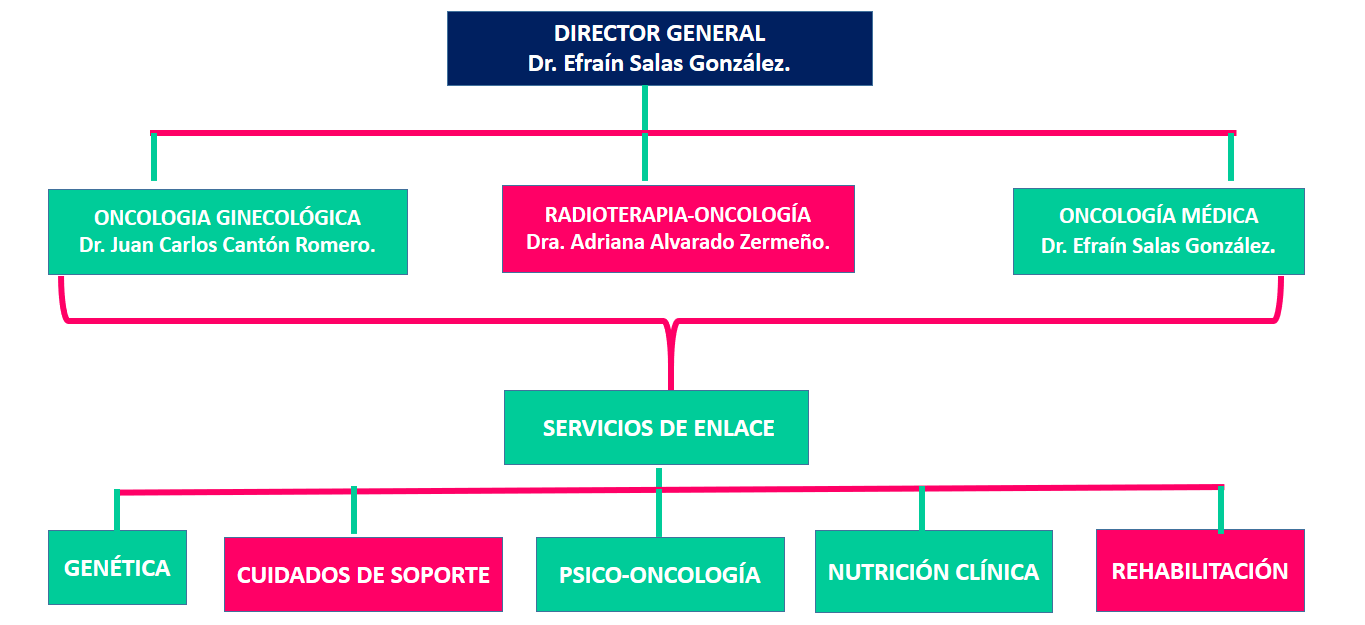 DIRECTOR GENERAL
Dr. Efraín Salas González.
ONCOLOGIA GINECOLÓGICA
Dr. Juan Carlos Cantón Romero.
RADIOTERAPIA-ONCOLOGÍA
Dra. Adriana Alvarado Zermeño.
ONCOLOGÍA MÉDICA
Dr. Efraín Salas González.
SERVICIOS DE ENLACE
GENÉTICA
CUIDADOS DE SOPORTE
PSICO-ONCOLOGÍA
NUTRICIÓN CLÍNICA
REHABILITACIÓN